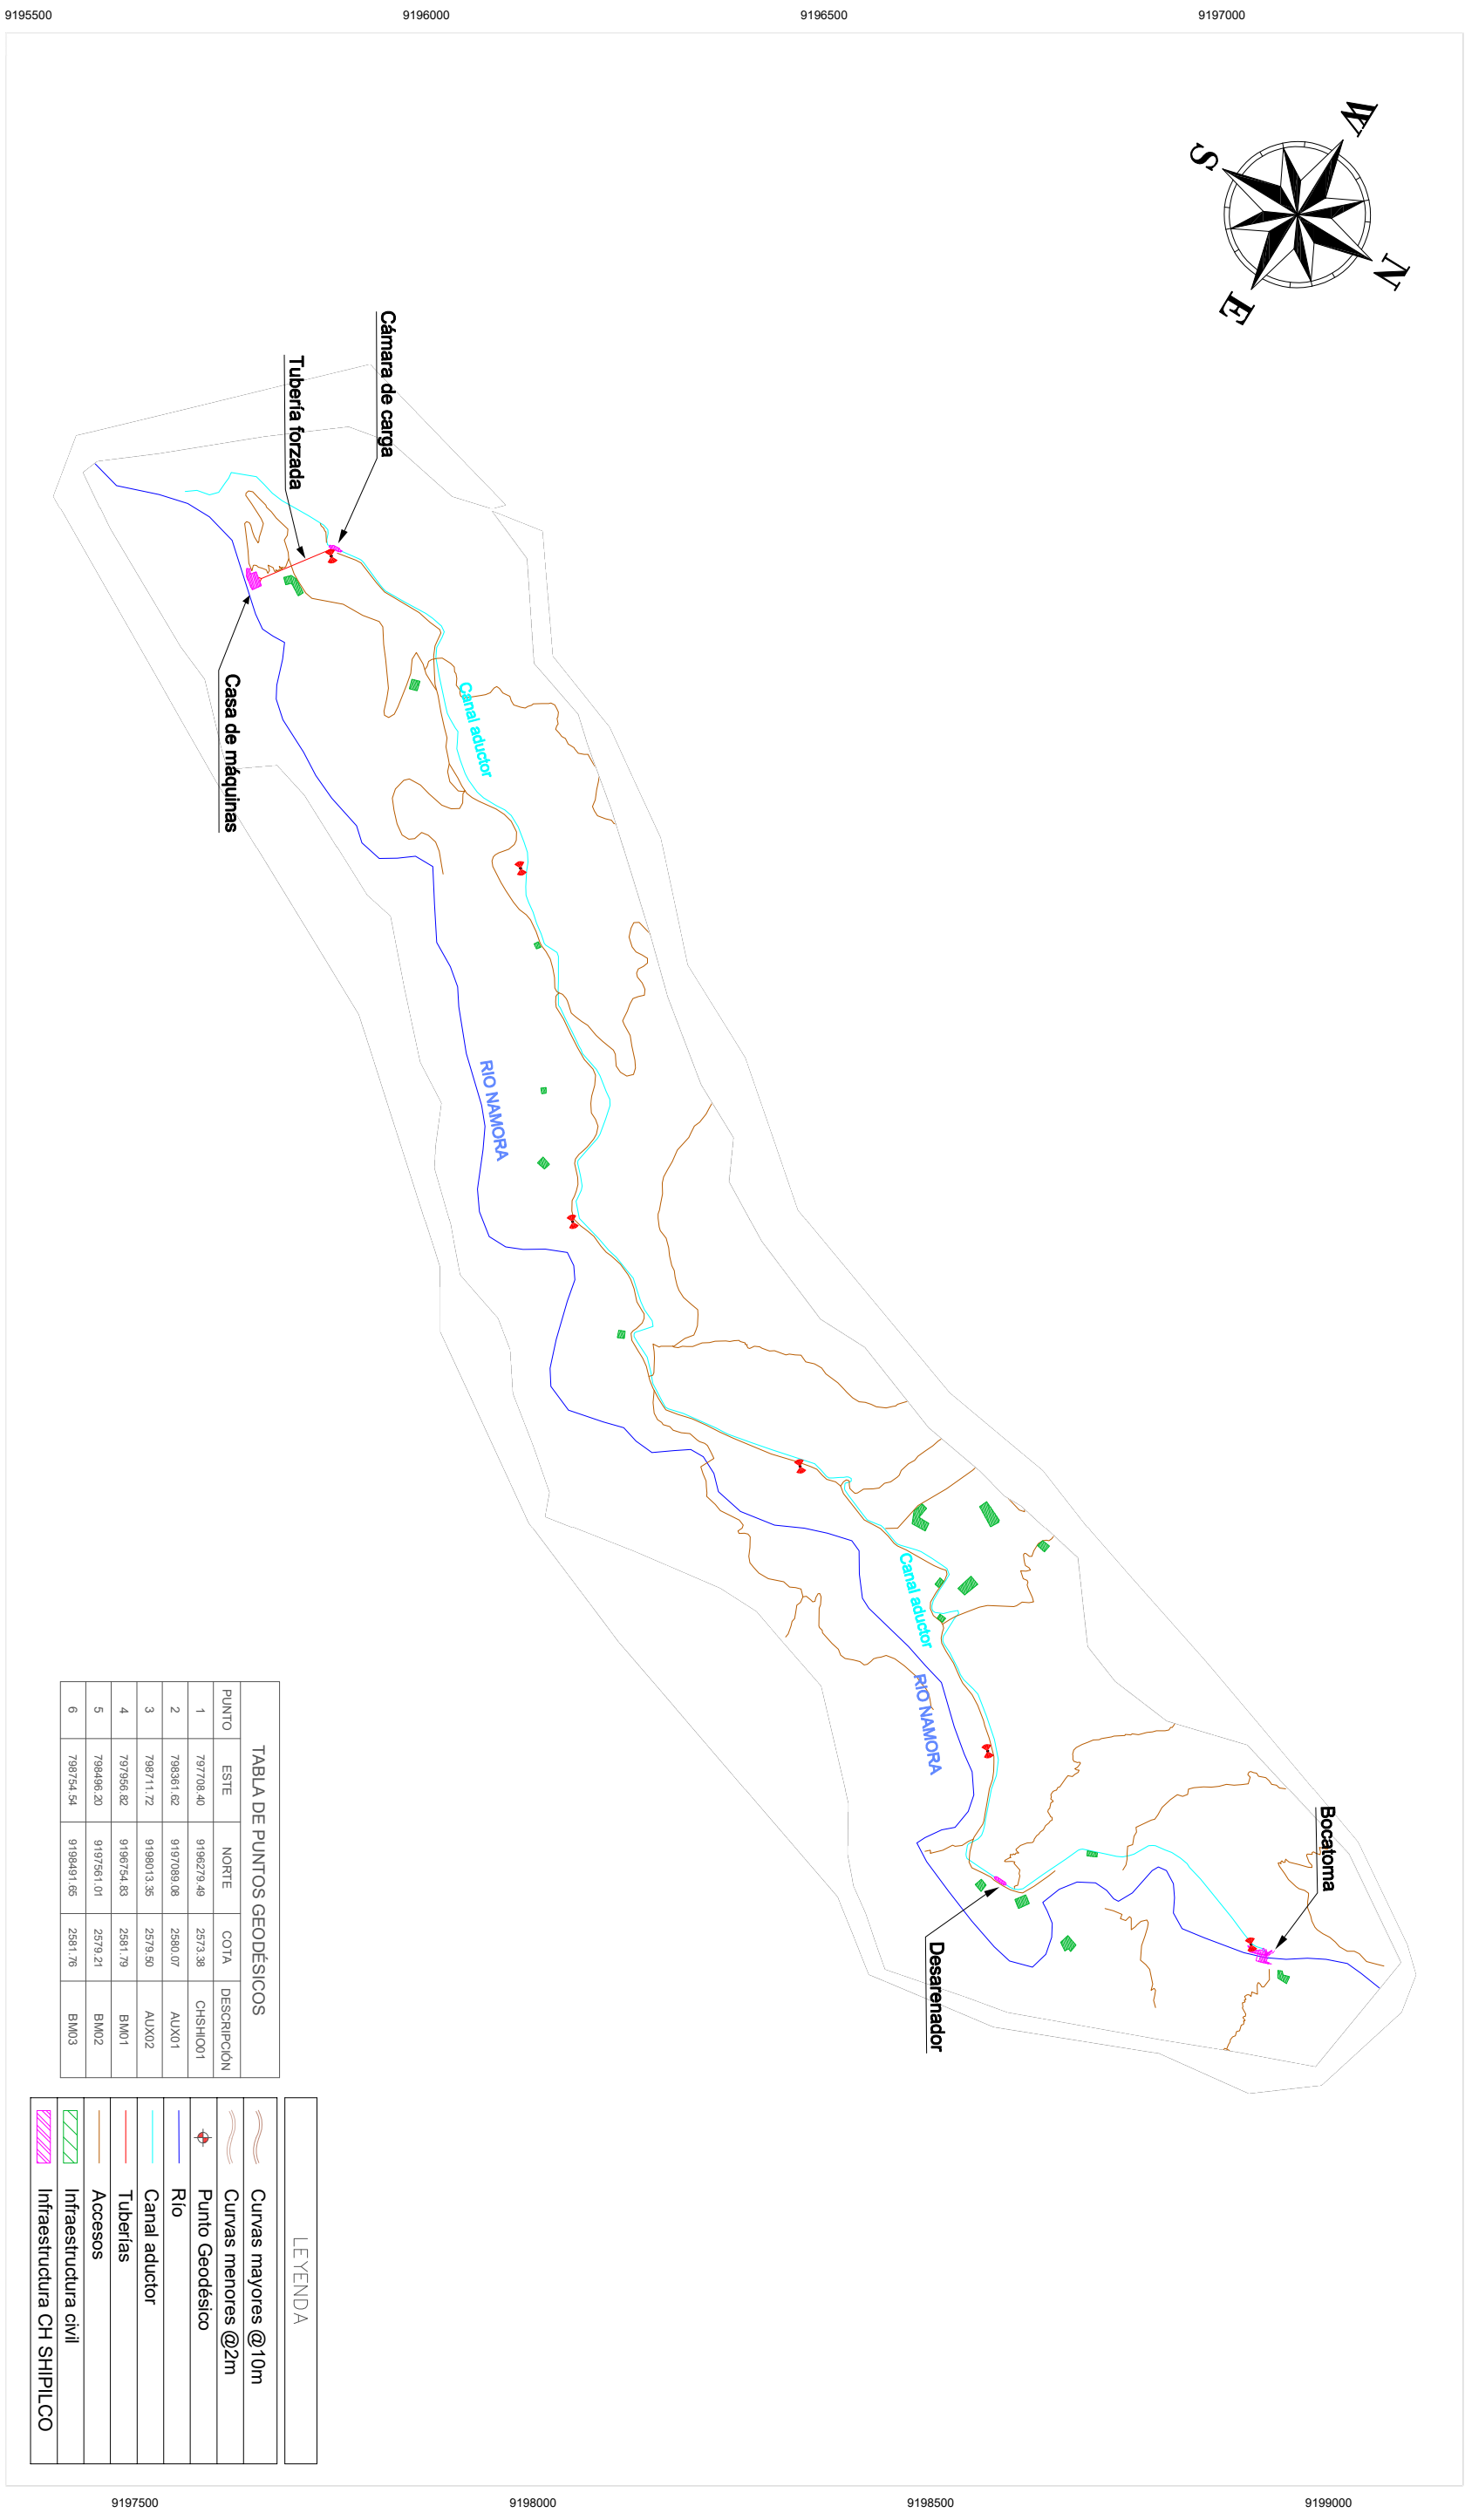 9195500 9196000 9196500 9197000
W
S
N
E
Cámara de carga
Tubería forzada
Casa de máquinas
Canal aductor
RIO NAMORA
Canal aductor
RIO NAMORA
Bocatoma
Desarenador
TABLA DE PUNTOS GEODÉSICOS
PUNTO ESTE NORTE COTA DESCRIPCIÓN
1 797708.40 9196279.49 2573.38 CHSHIO01
2 798361.62 9197089.08 2580.07 AUX01
3 798711.72 9198013.35 2579.50 AUX02
4 797956.82 9196754.83 2581.79 BM01
5 798496.20 9197561.01 2579.21 BM02
6 798754.54 9198491.65 2581.76 BM03
LEYENDA
Curvas mayores @10m
Curvas menores @2m
Punto Geodésico
Río
Canal aductor
Tuberías
Accesos
Infraestructura civil
Infraestructura CH SHIPILCO
9197500 9198000 9198500 9199000